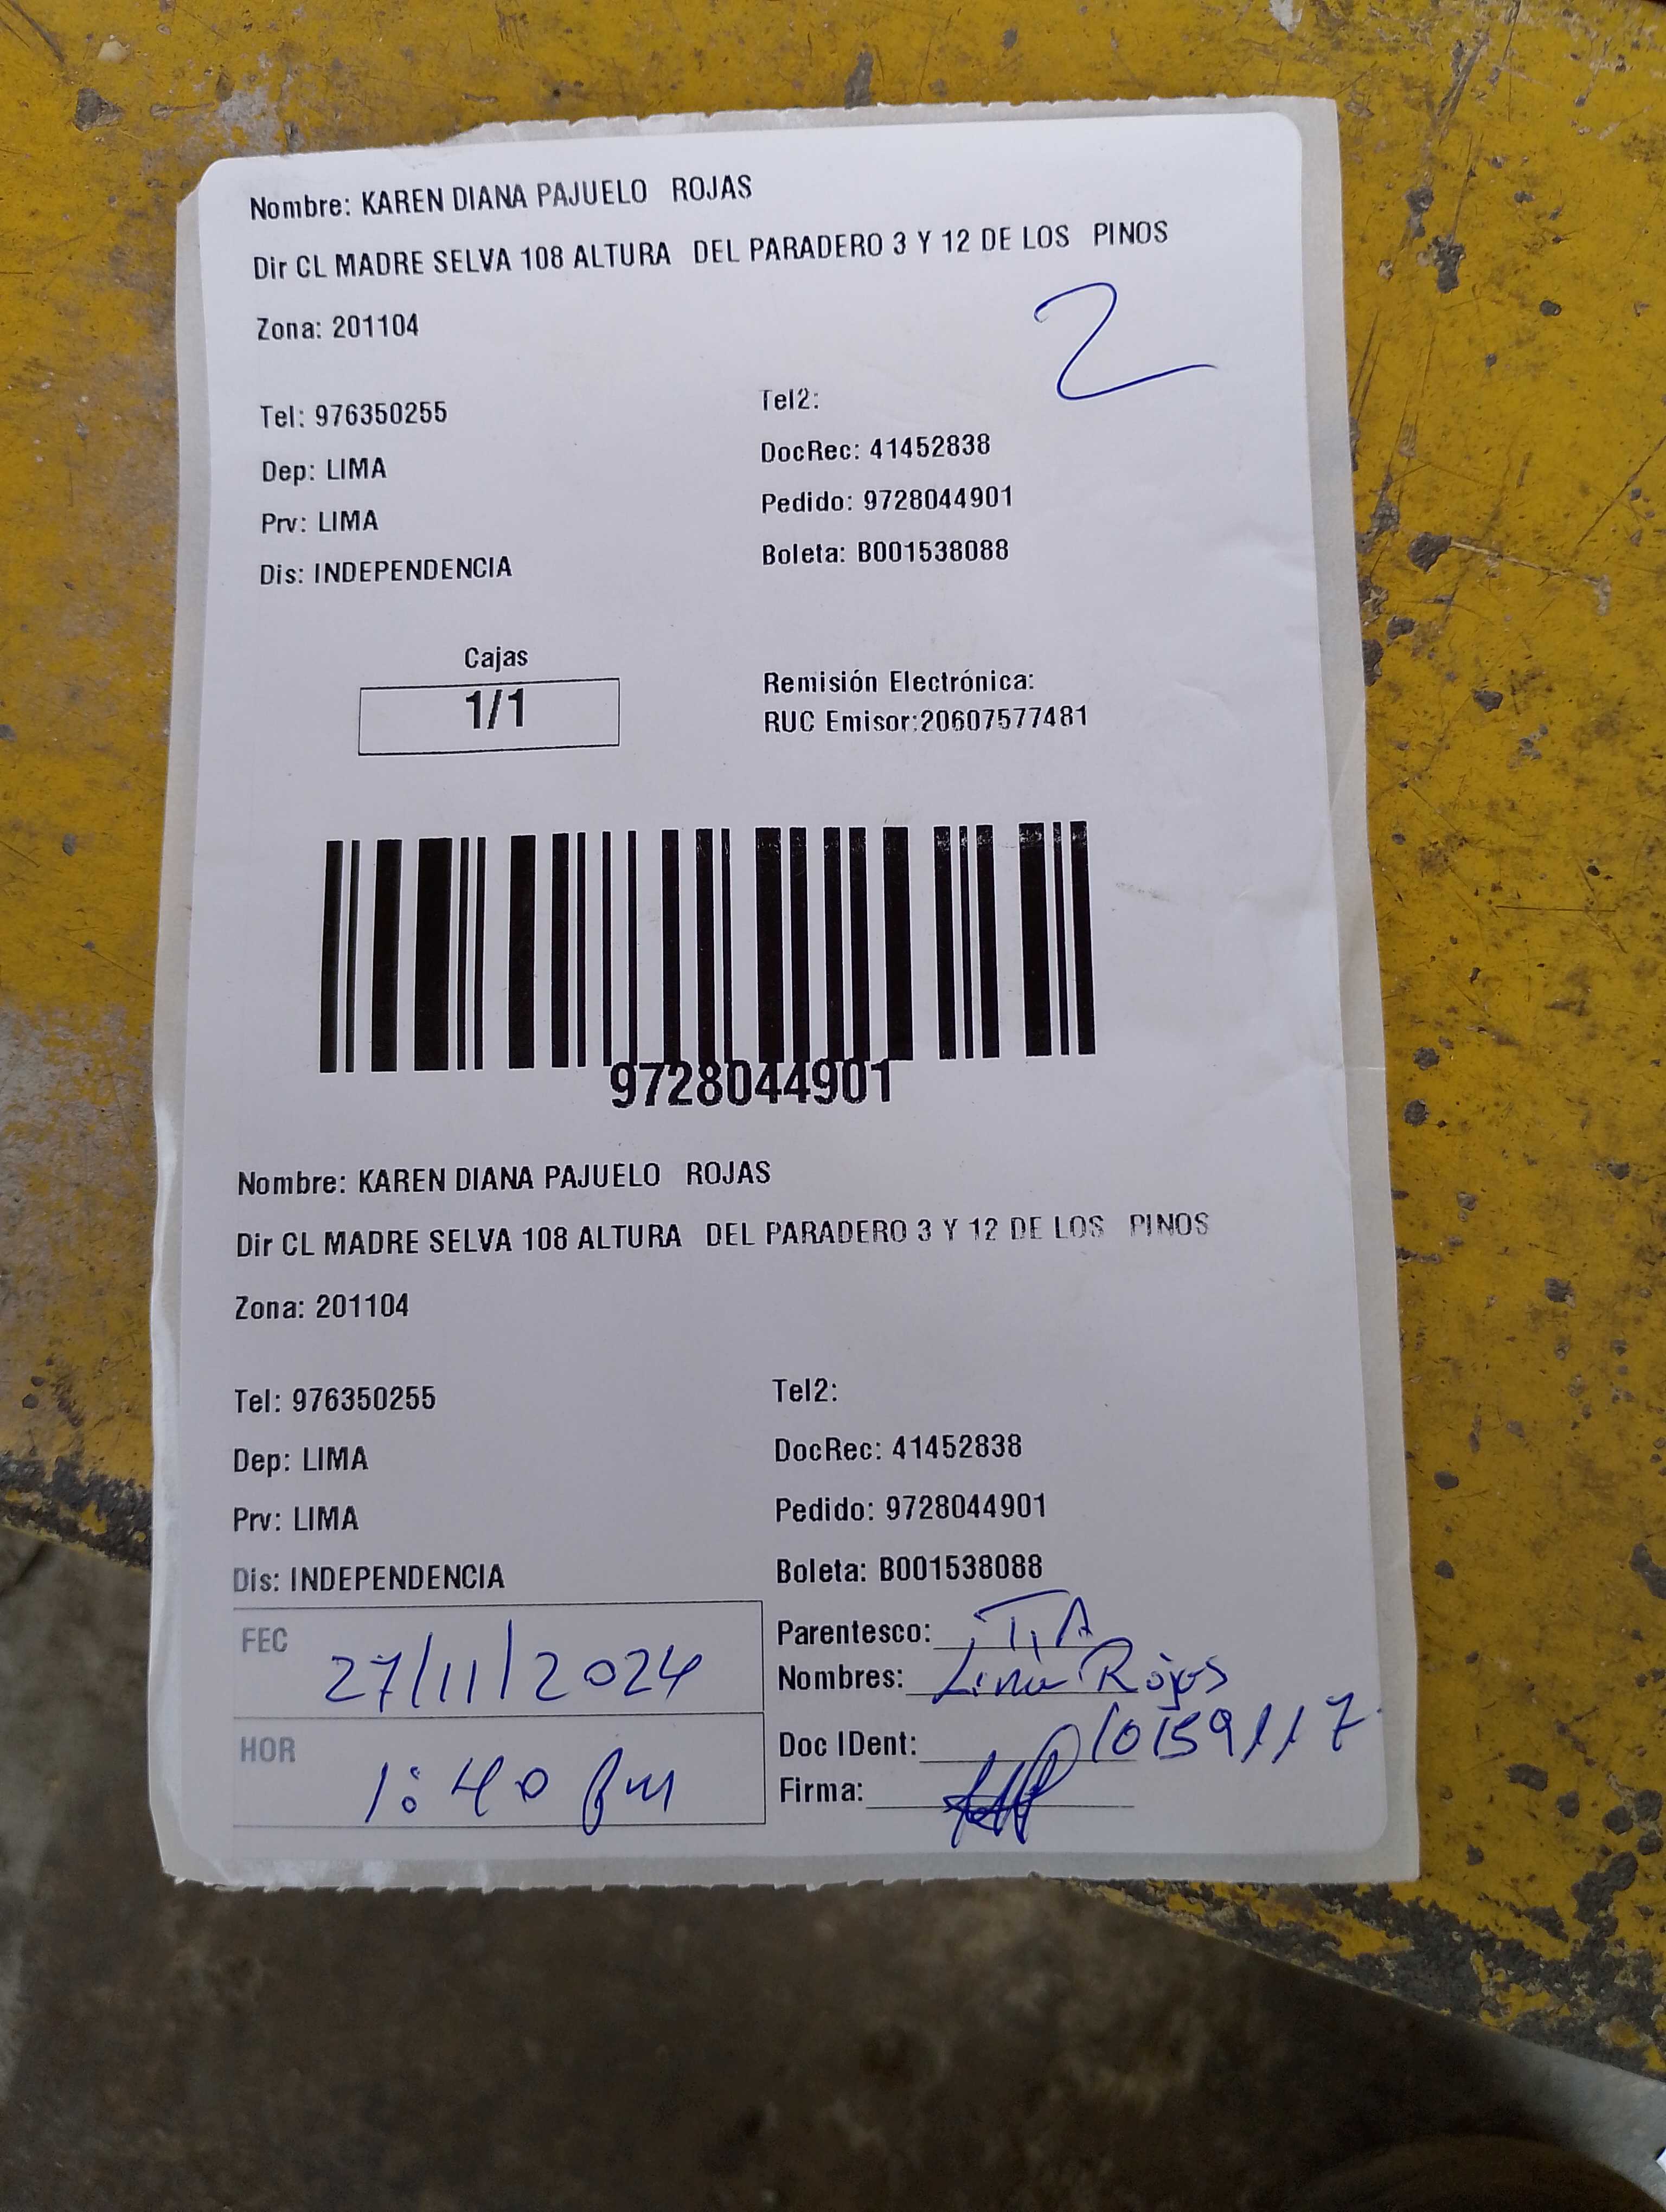 Nombre: KAREN DIANA PAJUELO ROJAS
Dir CL MADRE SELVA 108 ALTURA DEL PARADERO 3 Y 12 DE LOS PINOS
2
Zona: 201104
Tel: 976350255
Tel2:
Dep: LIMA
DocRec: 41452838
Prv: LIMA
Pedido: 9728044901
Dis: INDEPENDENCIA
Boleta: B001538088
Cajas
1/1
Remisión Electrónica:
RUC Emisor:20607577481
9728044901
Nombre: KAREN DIANA PAJUELO ROJAS
Dir CL MADRE SELVA 108 ALTURA DEL PARADERO 3 Y 12 DE LOS PINOS
Zona: 201104
Tel: 976350255
Tel2:
Dep: LIMA
DocRec: 41452838
Prv: LIMA
Pedido: 9728044901
Dis: INDEPENDENCIA
Boleta: B001538088
FEC 27/11/2024
Parentesco: TIA
Nombres: Rojas
HOR 1:40 pm
Doc IDent: 10159117
Firma: